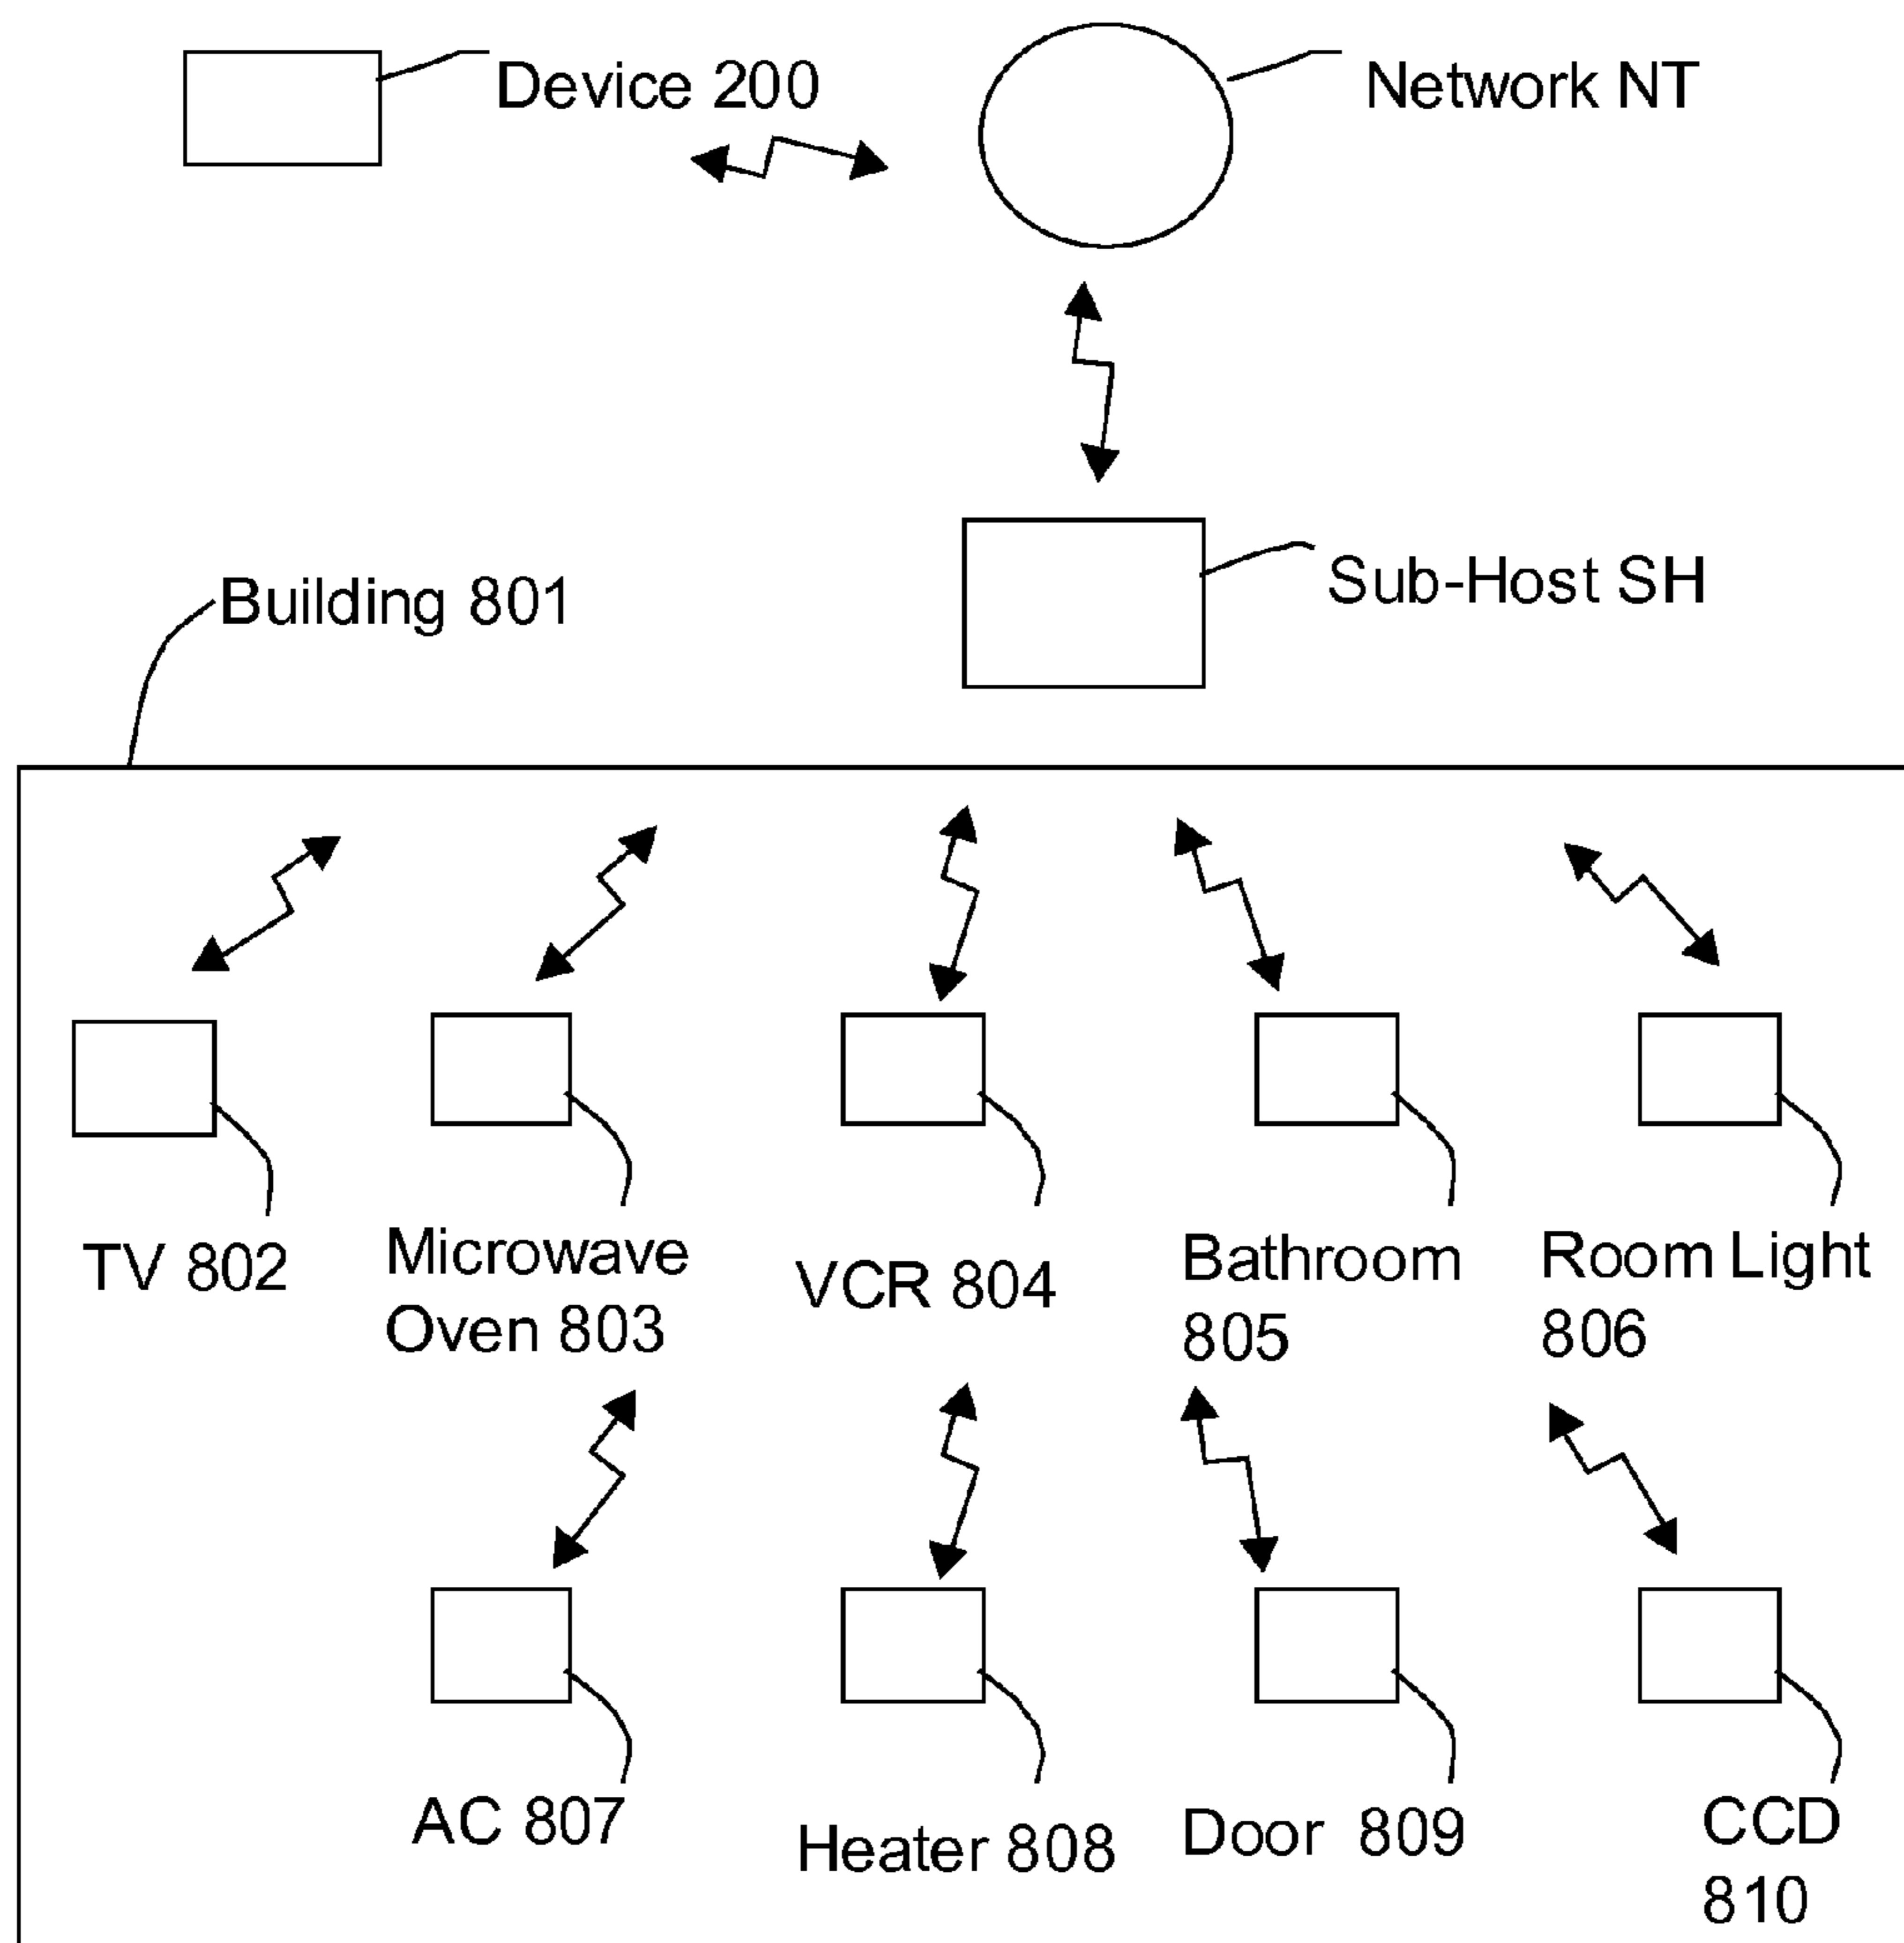 Device 200
Network NT
Sub-Host SH
Building 801
TV 802
Microwave
Oven 803
VCR 804
Bathroom
805
Room Light
806
AC 807
Heater 808
Door 809
CCD
810